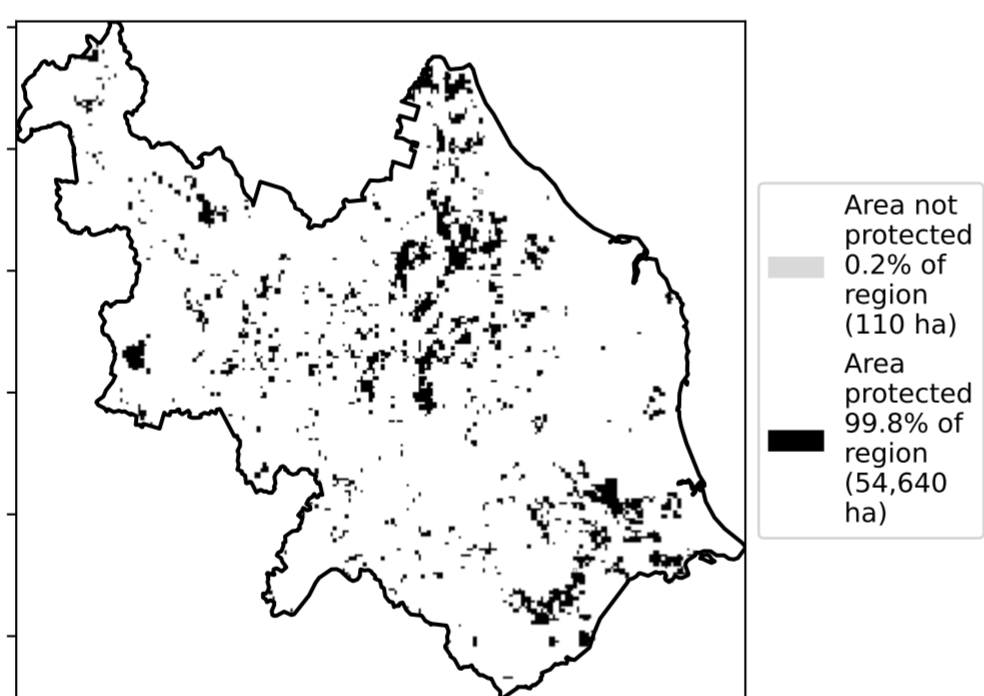 Area not
protected
0.2% of
region
(110 ha)
Area
protected
99.8% of
region
(54,640
ha)